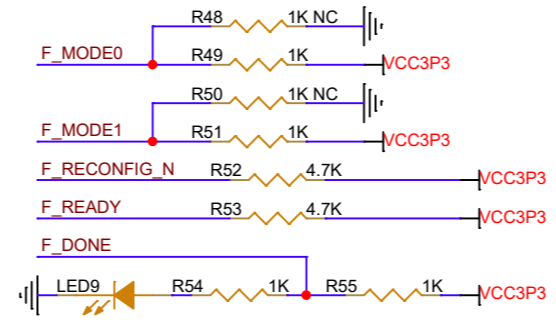 R48 1K NC
F_MODE0 R49 1K VCC3P3
R50 1K NC
F_MODE1 R51 1K VCC3P3
F_RECONFIG_N R52 4.7K VCC3P3
F_READY R53 4.7K VCC3P3
F_DONE
LED9 R54 1K R55 1K VCC3P3